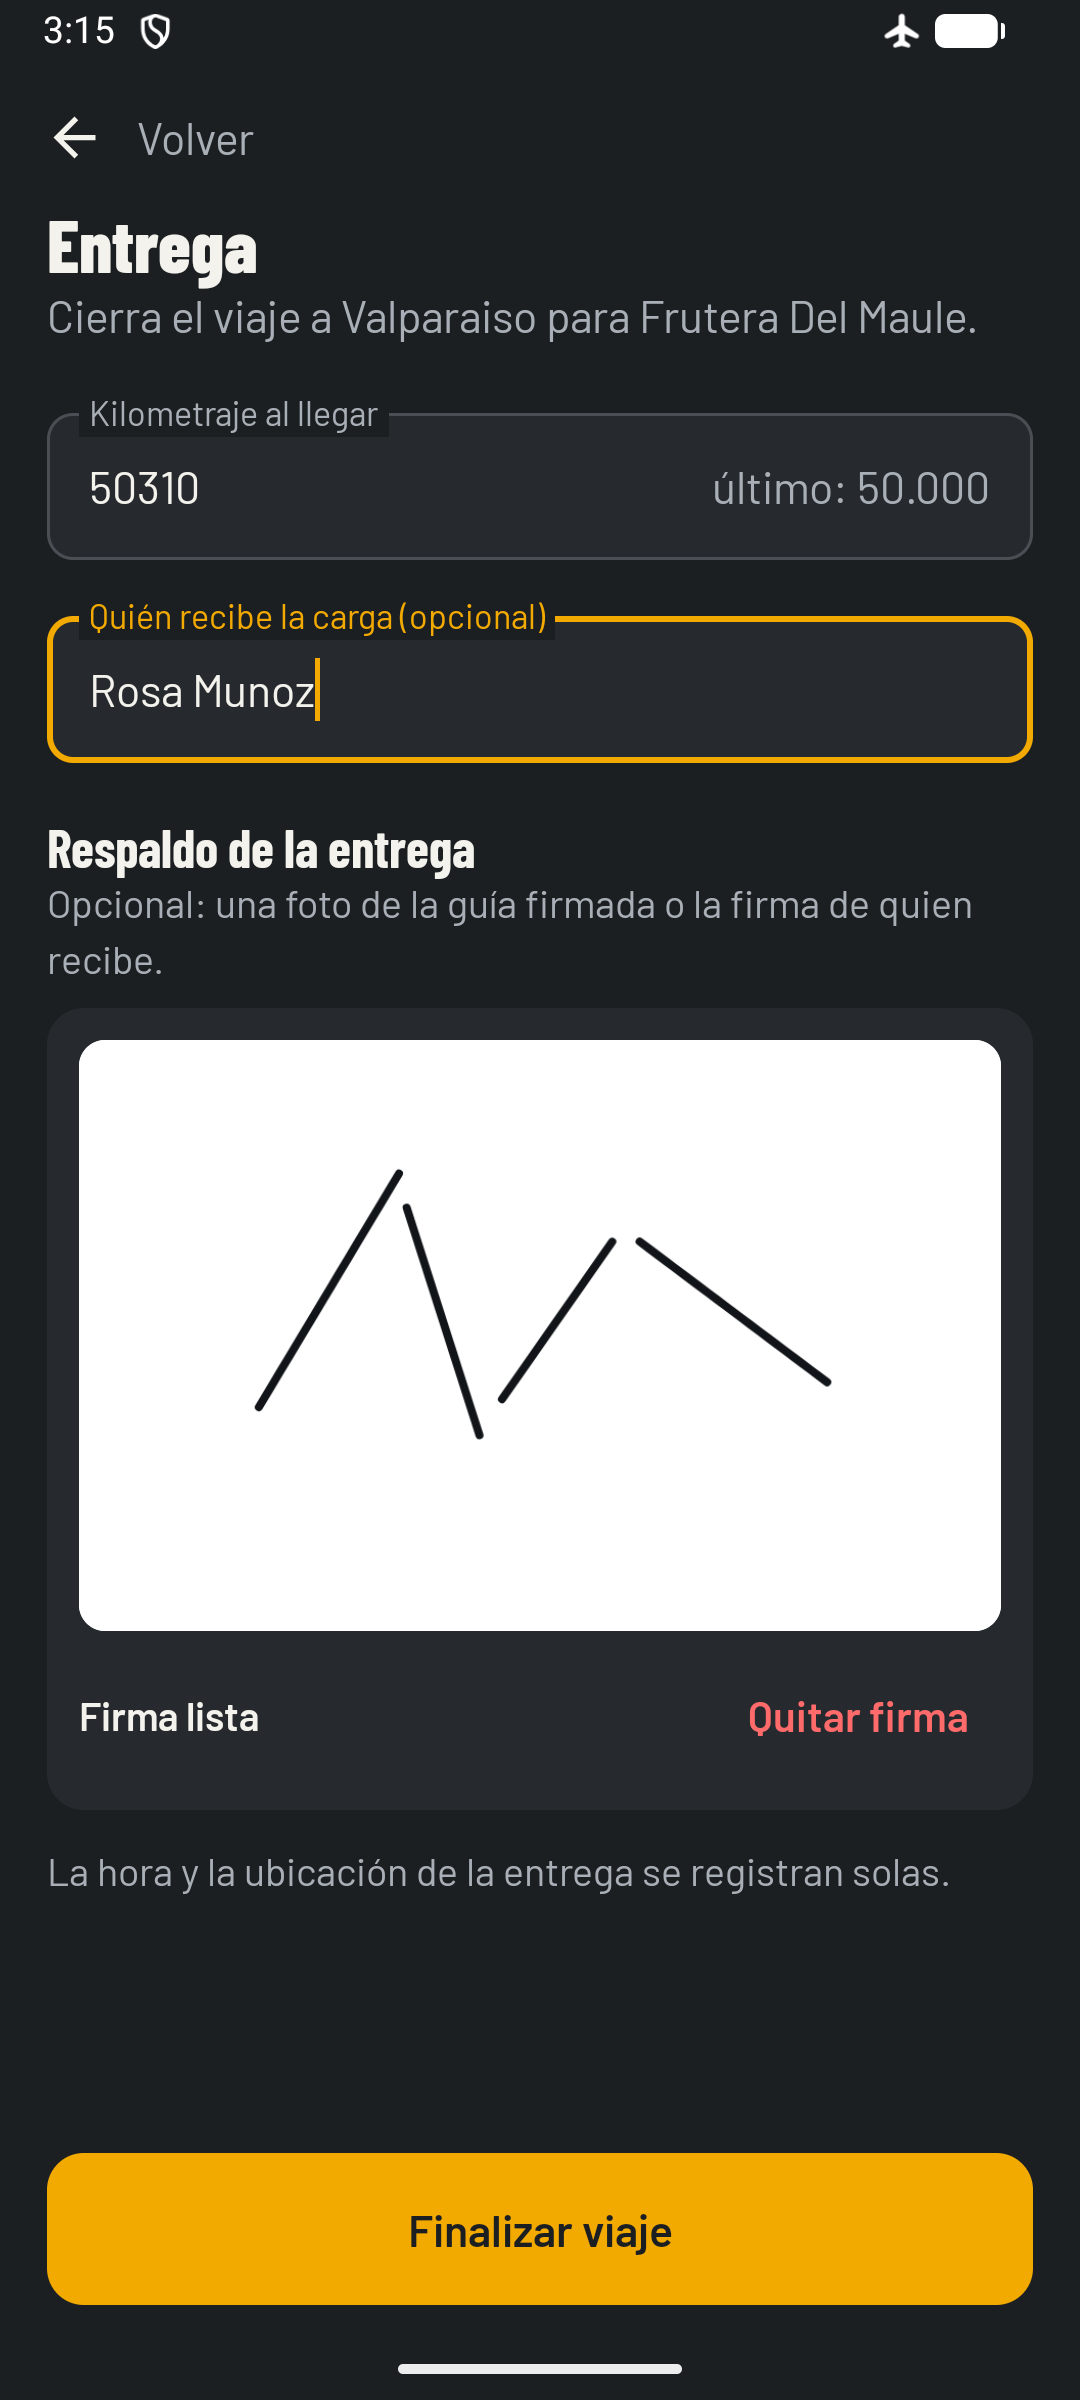 3:15
Volver
Entrega
Cierra el viaje a Valparaiso para Frutera Del Maule.
Kilometraje al llegar
50310 último: 50.000
Quién recibe la carga (opcional)
Rosa Munoz
Respaldo de la entrega
Opcional: una foto de la guía firmada o la firma de quien
recibe.
Firma lista Quitar firma
La hora y la ubicación de la entrega se registran solas.
Finalizar viaje